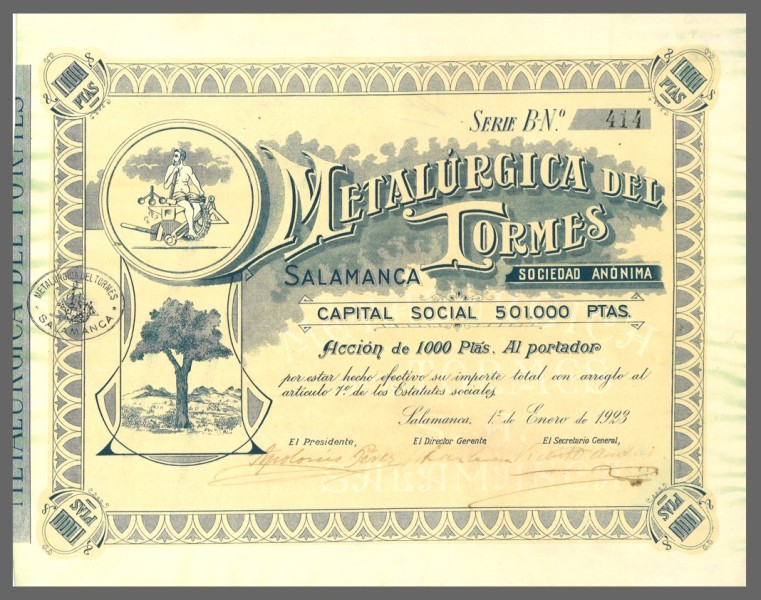 1000 PTAS
1000 PTAS
SERIE B-Nº 414
METALÚRGICA DEL TORMES
SALAMANCA
SOCIEDAD ANÓNIMA
CAPITAL SOCIAL 501.000 PTAS.
Acción de 1000 Ptas. Al portador
por estar hecho efectivo su importe total con arreglo al
artículo 7º de los Estatutos sociales
Salamanca, 1º de Enero de 1923
El Presidente, El Director Gerente El Secretario General,
METALÚRGICA DEL TORMES
SALAMANCA
METALURGICA DEL TORMES
1000 PTAS
1000 PTAS